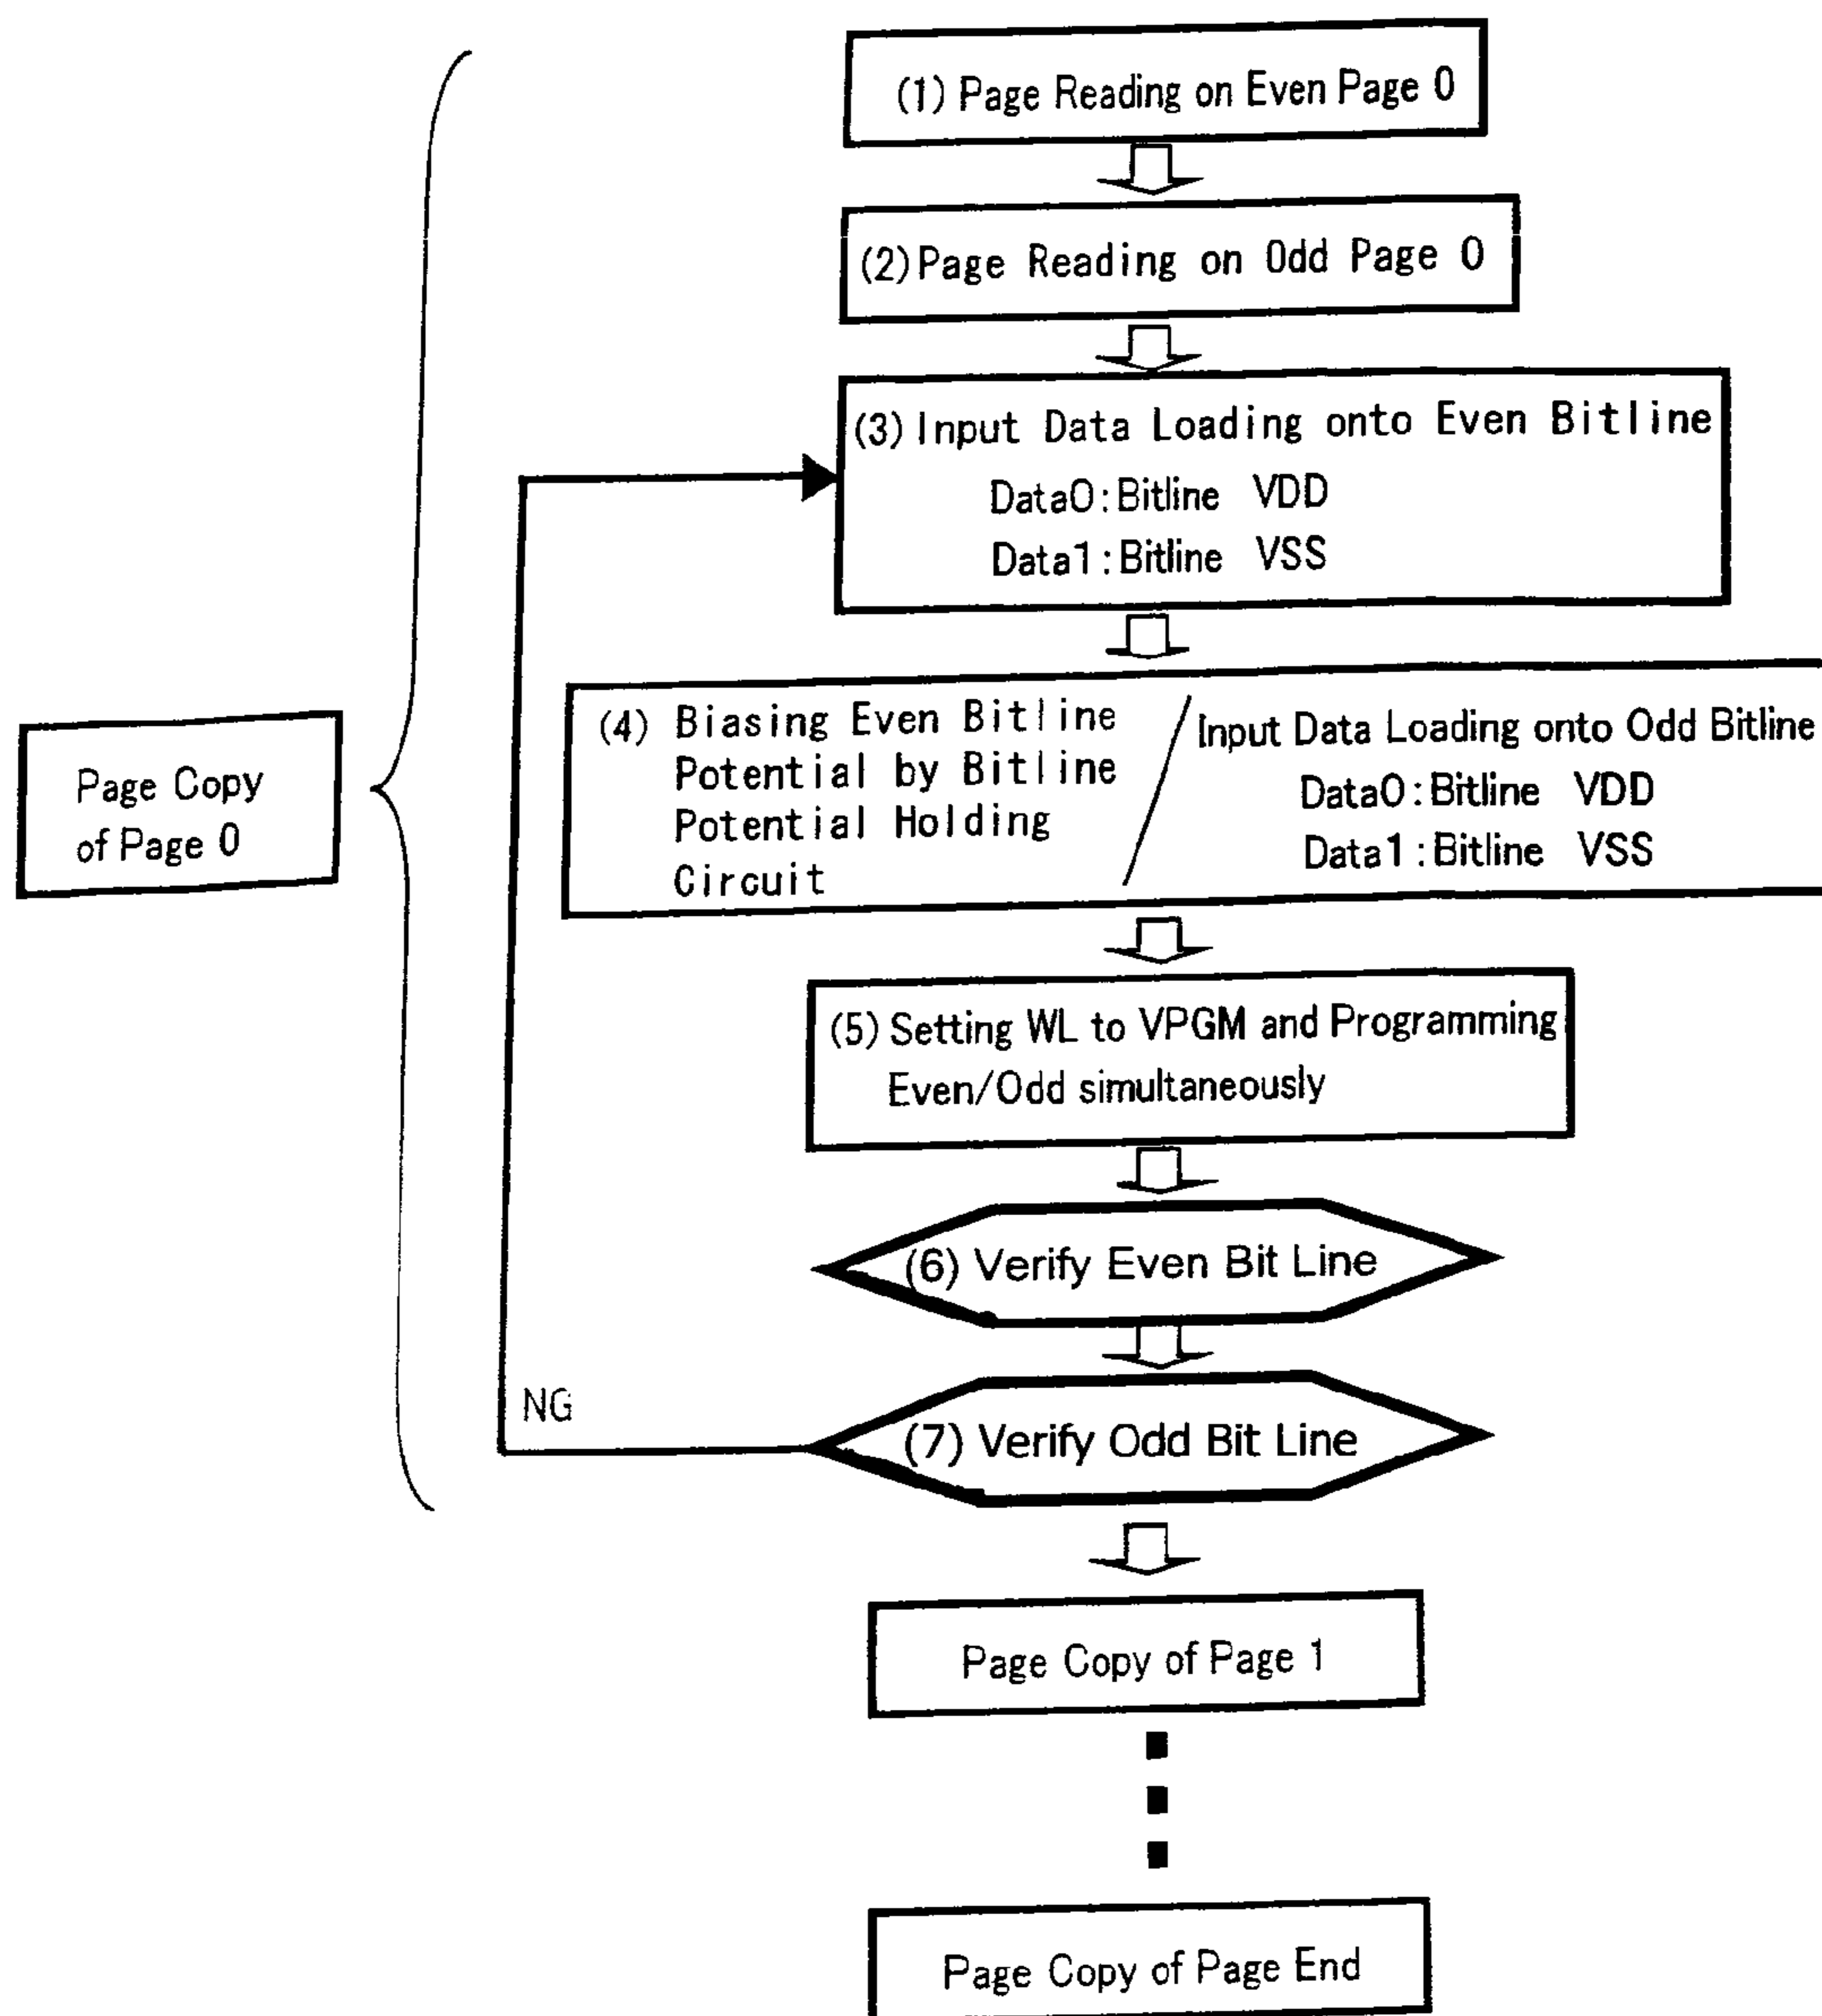 (1) Page Reading on Even Page 0
(2) Page Reading on Odd Page 0
(3) Input Data Loading onto Even Bitline
Data0:Bitline VDD
Data1:Bitline VSS
(4) Biasing Even Bitline
Potential by Bitline
Potential Holding
Circuit
Input Data Loading onto Odd Bitline
Data0:Bitline VDD
Data1:Bitline VSS
Page Copy
of Page 0
(5) Setting WL to VPGM and Programming
Even/Odd simultaneously
(6) Verify Even Bit Line
NG
(7) Verify Odd Bit Line
Page Copy of Page 1
Page Copy of Page End